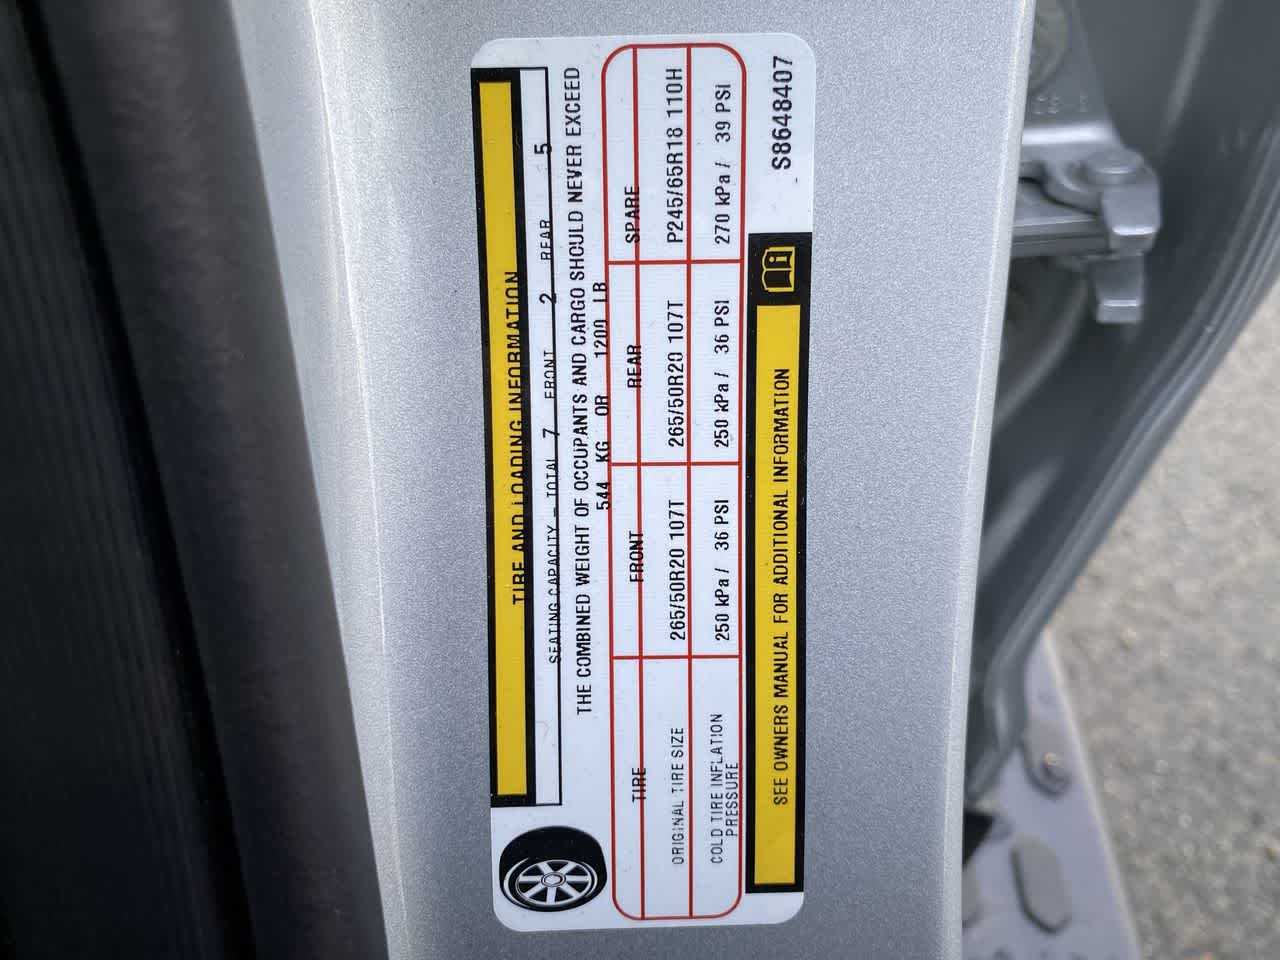 TIRE AND LOADING INFORMATION
SEATING CAPACITY – TOTAL 7 FRONT 2 REAR 5
THE COMBINED WEIGHT OF OCCUPANTS AND CARGO SHOULD NEVER EXCEED
544 KG OR 1200 LB
TIRE FRONT REAR SPARE
ORIGINAL TIRE SIZE 265/50R20 107T 265/50R20 107T P245/65R18 110H
COLD TIRE INFLATION PRESSURE 250 kPa / 36 PSI 250 kPa / 36 PSI 270 kPa / 39 PSI
SEE OWNERS MANUAL FOR ADDITIONAL INFORMATION
S8648407